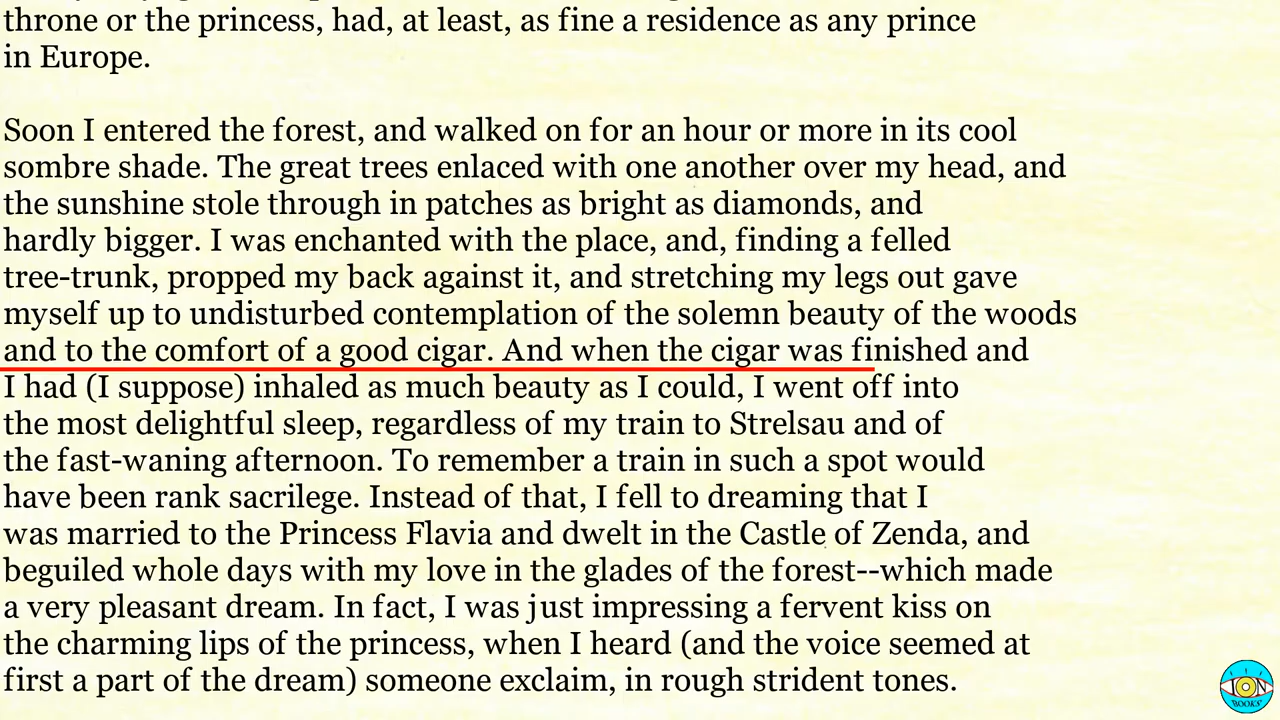 throne or the princess, had, at least, as fine a residence as any prince
in Europe.
Soon I entered the forest, and walked on for an hour or more in its cool
sombre shade. The great trees enlaced with one another over my head, and
the sunshine stole through in patches as bright as diamonds, and
hardly bigger. I was enchanted with the place, and, finding a felled
tree-trunk, propped my back against it, and stretching my legs out gave
myself up to undisturbed contemplation of the solemn beauty of the woods
and to the comfort of a good cigar. And when the cigar was finished and
I had (I suppose) inhaled as much beauty as I could, I went off into
the most delightful sleep, regardless of my train to Strelsau and of
the fast-waning afternoon. To remember a train in such a spot would
have been rank sacrilege. Instead of that, I fell to dreaming that I
was married to the Princess Flavia and dwelt in the Castle of Zenda, and
beguiled whole days with my love in the glades of the forest--which made
a very pleasant dream. In fact, I was just impressing a fervent kiss on
the charming lips of the princess, when I heard (and the voice seemed at
first a part of the dream) someone exclaim, in rough strident tones.
ION
BOOKS